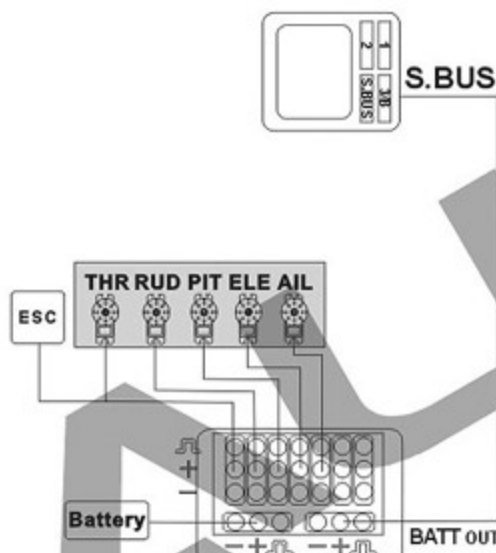 2 1
S.BUS 3/B
S.BUS
THR RUD PIT ELE AIL
ESC
+
−
Battery
− + − +
BATT OUT